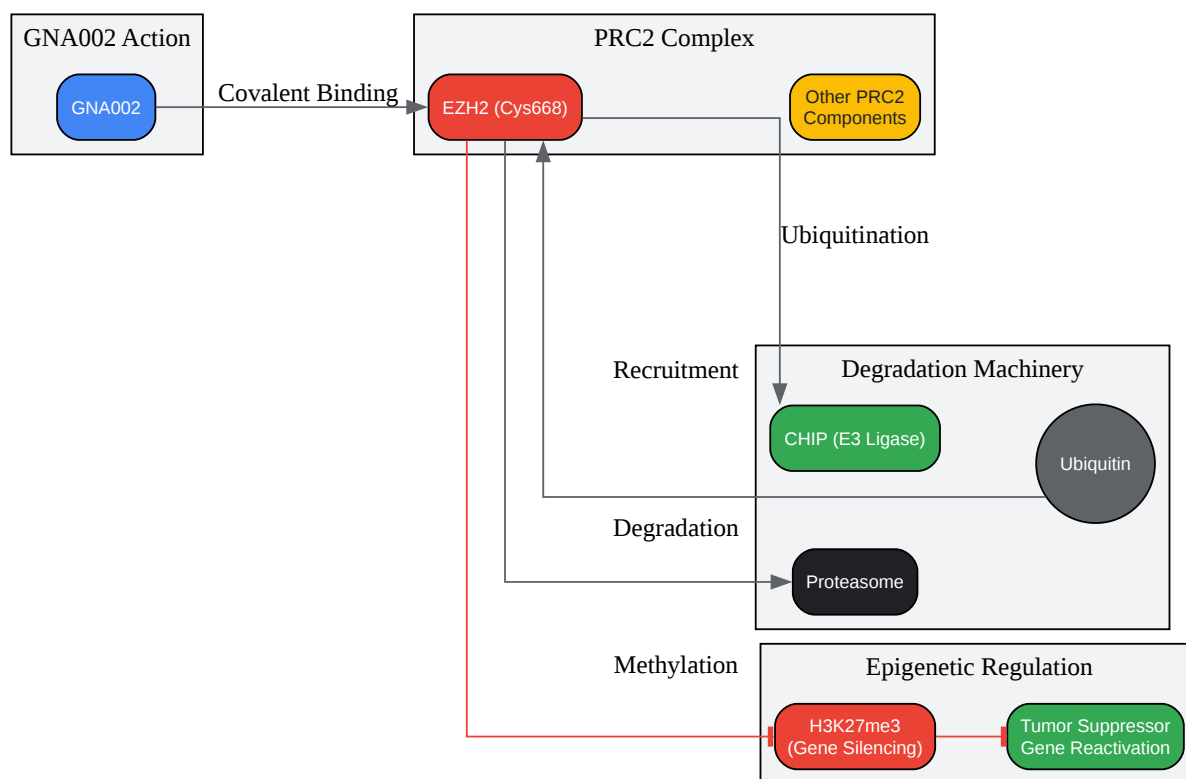 GNA002 Action
PRC2 Complex
GNA002
Covalent Binding
EZH2 (Cys668)
Other PRC2
Components
Ubiquitination
Recruitment
Degradation Machinery
CHIP (E3 Ligase)
Ubiquitin
Degradation
Proteasome
Methylation
Epigenetic Regulation
H3K27me3
(Gene Silencing)
Tumor Suppressor
Gene Reactivation